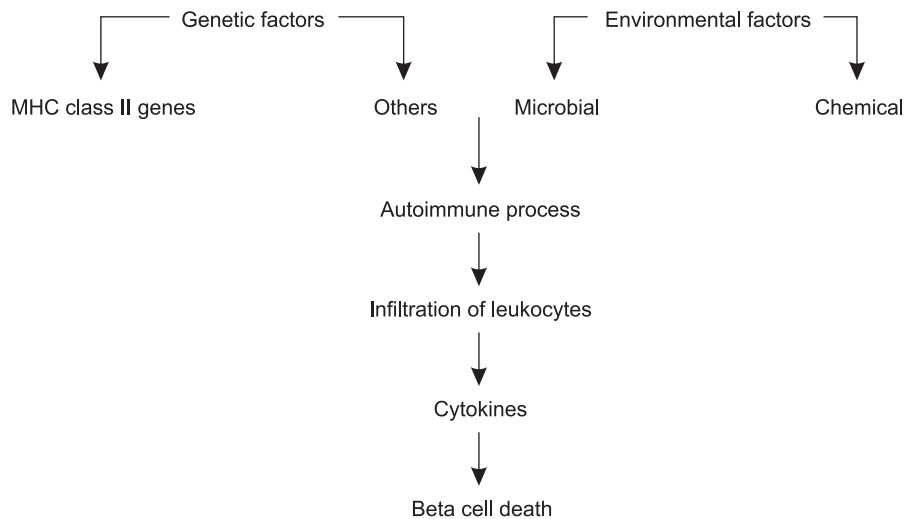 Genetic factors
Environmental factors
MHC class II genes
Others
Microbial
Chemical
Autoimmune process
Infiltration of leukocytes
Cytokines
Beta cell death